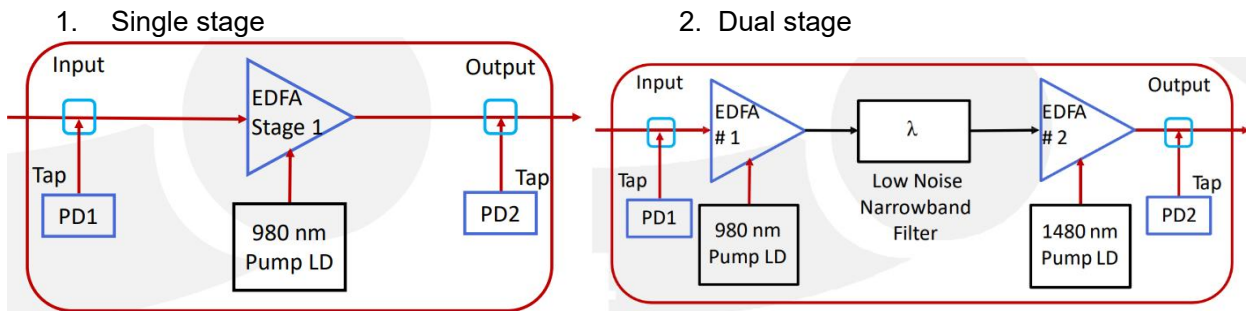 1. Single stage
Input
Output
EDFA
Stage 1
Tap
Tap
PD1
PD2
980 nm
Pump LD
2. Dual stage
Input
Output
EDFA
# 1
λ
EDFA
# 2
Low Noise
Narrowband
Filter
Tap
Tap
PD1
PD2
980 nm
Pump LD
1480 nm
Pump LD